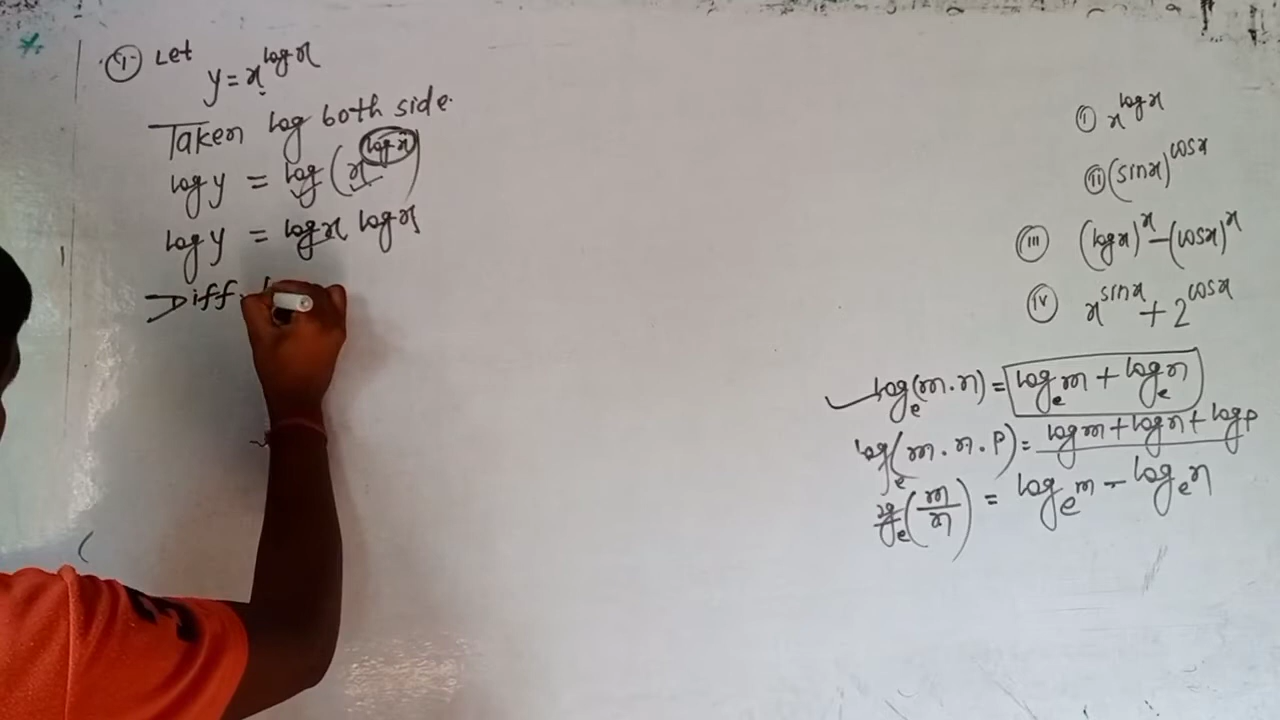 (I) Let
y = x^log x
Taken log both side.
log y = log (x^log x)
log y = log x log x
Diff.
(I) x^log x
(II) (sin x)^cos x
(III) (log x)^x - (cos x)^x
(IV) x^sin x + 2^cos x
log_e(m.n) = log_e m + log_e n
log_e(m.n.p) = log m + log n + log p
log_e(m/n) = log_e m - log_e n